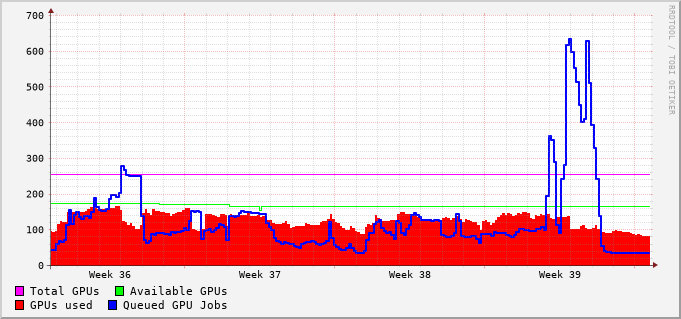 700
600
500
400
300
200
100
0
Week 36 Week 37 Week 38 Week 39
Total GPUs Available GPUs
GPUs used Queued GPU Jobs
RRDTOOL / TOBI OETIKER